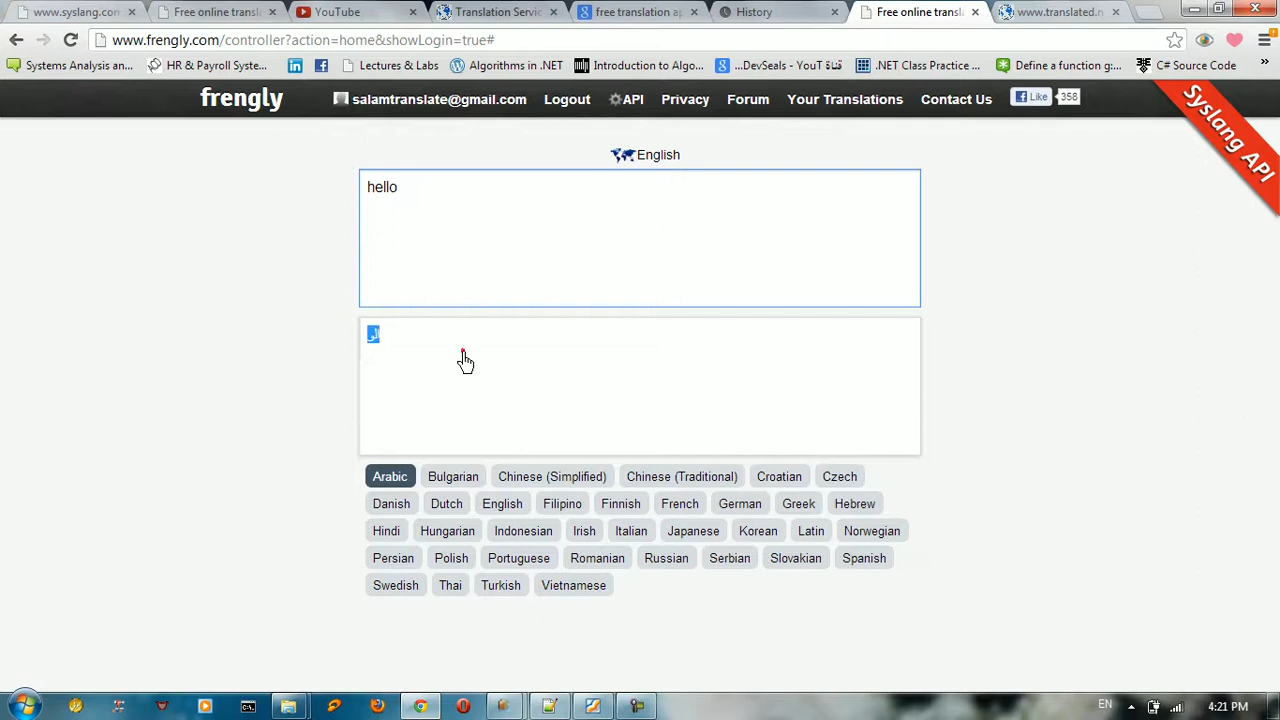 www.syslang.com/
Free online transla
YouTube
Translation Servic
free translation ap
History
Free online transla
www.translated.n
www.frengly.com/controller?action=home&showLogin=true#
Systems Analysis an...
HR & Payroll Syste...
Lectures & Labs
Algorithms in .NET
Introduction to Algo...
...DevSeals - YouT
.NET Class Practice ...
Define a function g...
C# Source Code
frengly
salamtranslate@gmail.com
Logout
API
Privacy
Forum
Your Translations
Contact Us
Like
358
Syslang API
English
hello
الو
Arabic Bulgarian Chinese (Simplified) Chinese (Traditional) Croatian Czech
Danish Dutch English Filipino Finnish French German Greek Hebrew
Hindi Hungarian Indonesian Irish Italian Japanese Korean Latin Norwegian
Persian Polish Portuguese Romanian Russian Serbian Slovakian Spanish
Swedish Thai Turkish Vietnamese
EN
4:21 PM